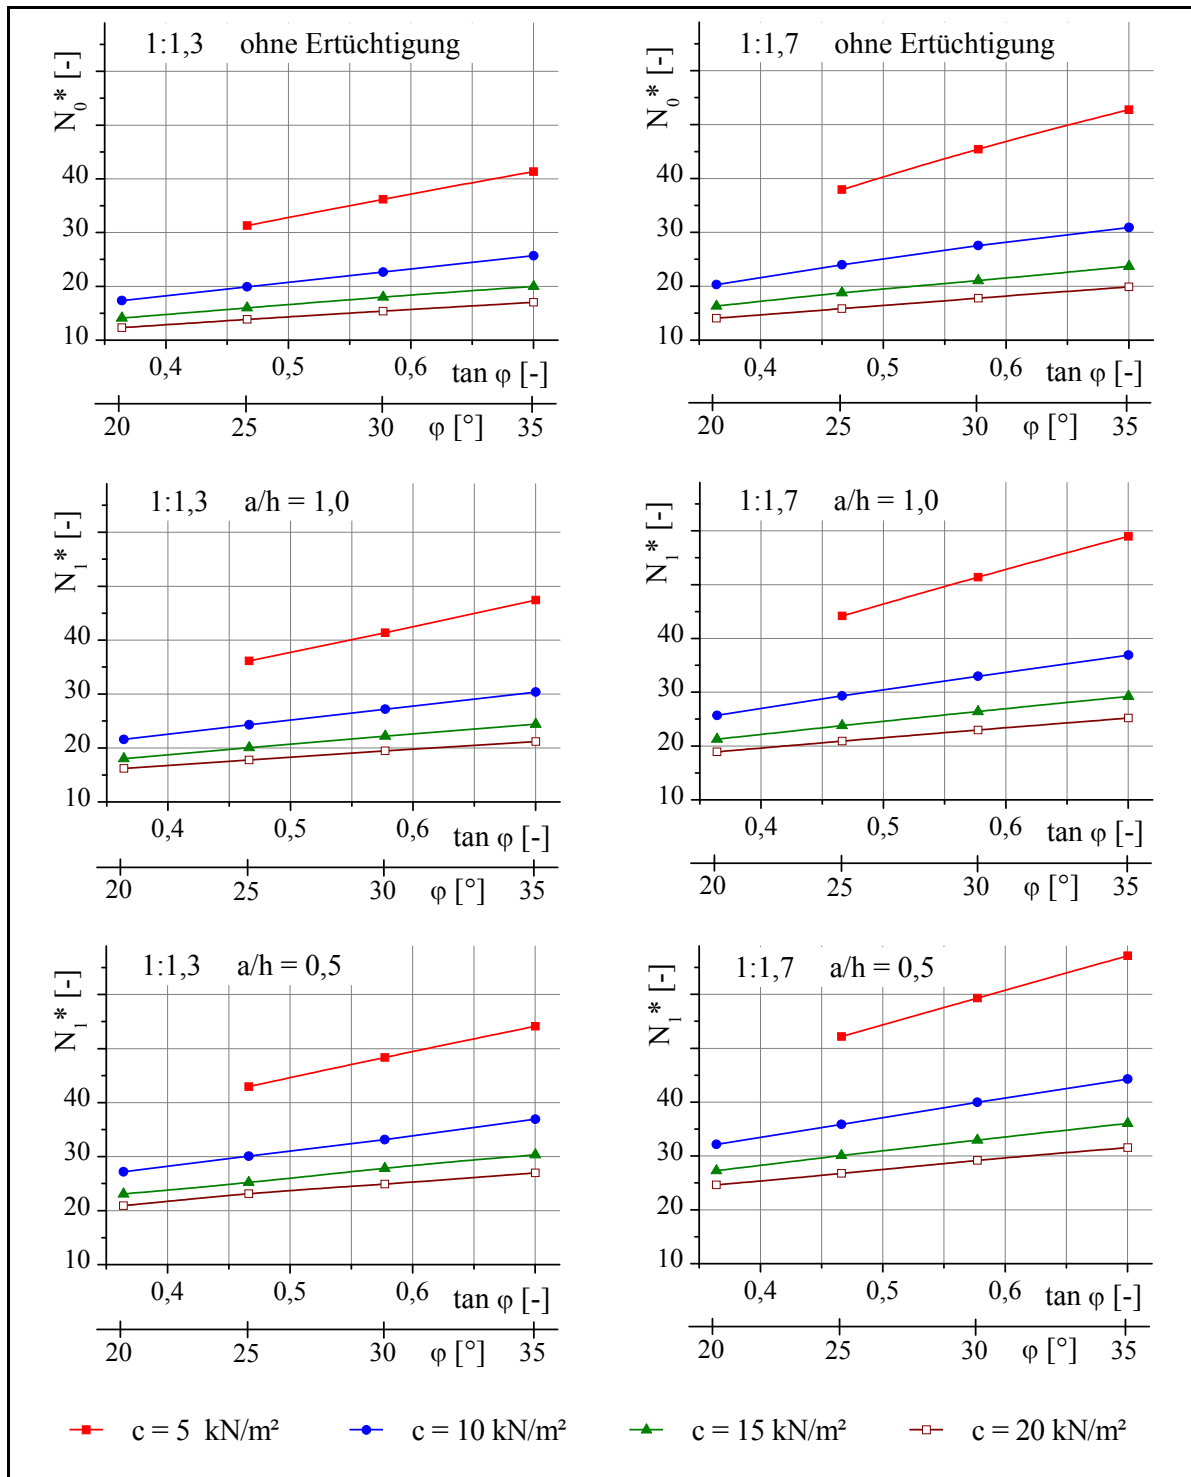 1:1,3 ohne Ertüchtigung
N₀* [-]
40
30
20
10
0,4 0,5 0,6 tan φ [-]
20 25 30 φ [°] 35
1:1,7 ohne Ertüchtigung
N₀* [-]
40
30
20
10
0,4 0,5 0,6 tan φ [-]
20 25 30 φ [°] 35
1:1,3 a/h = 1,0
N₁* [-]
40
30
20
10
0,4 0,5 0,6 tan φ [-]
20 25 30 φ [°] 35
1:1,7 a/h = 1,0
N₁* [-]
40
30
20
10
0,4 0,5 0,6 tan φ [-]
20 25 30 φ [°] 35
1:1,3 a/h = 0,5
N₁* [-]
40
30
20
10
0,4 0,5 0,6 tan φ [-]
20 25 30 φ [°] 35
1:1,7 a/h = 0,5
N₁* [-]
40
30
20
10
0,4 0,5 0,6 tan φ [-]
20 25 30 φ [°] 35
c = 5 kN/m² c = 10 kN/m² c = 15 kN/m² c = 20 kN/m²